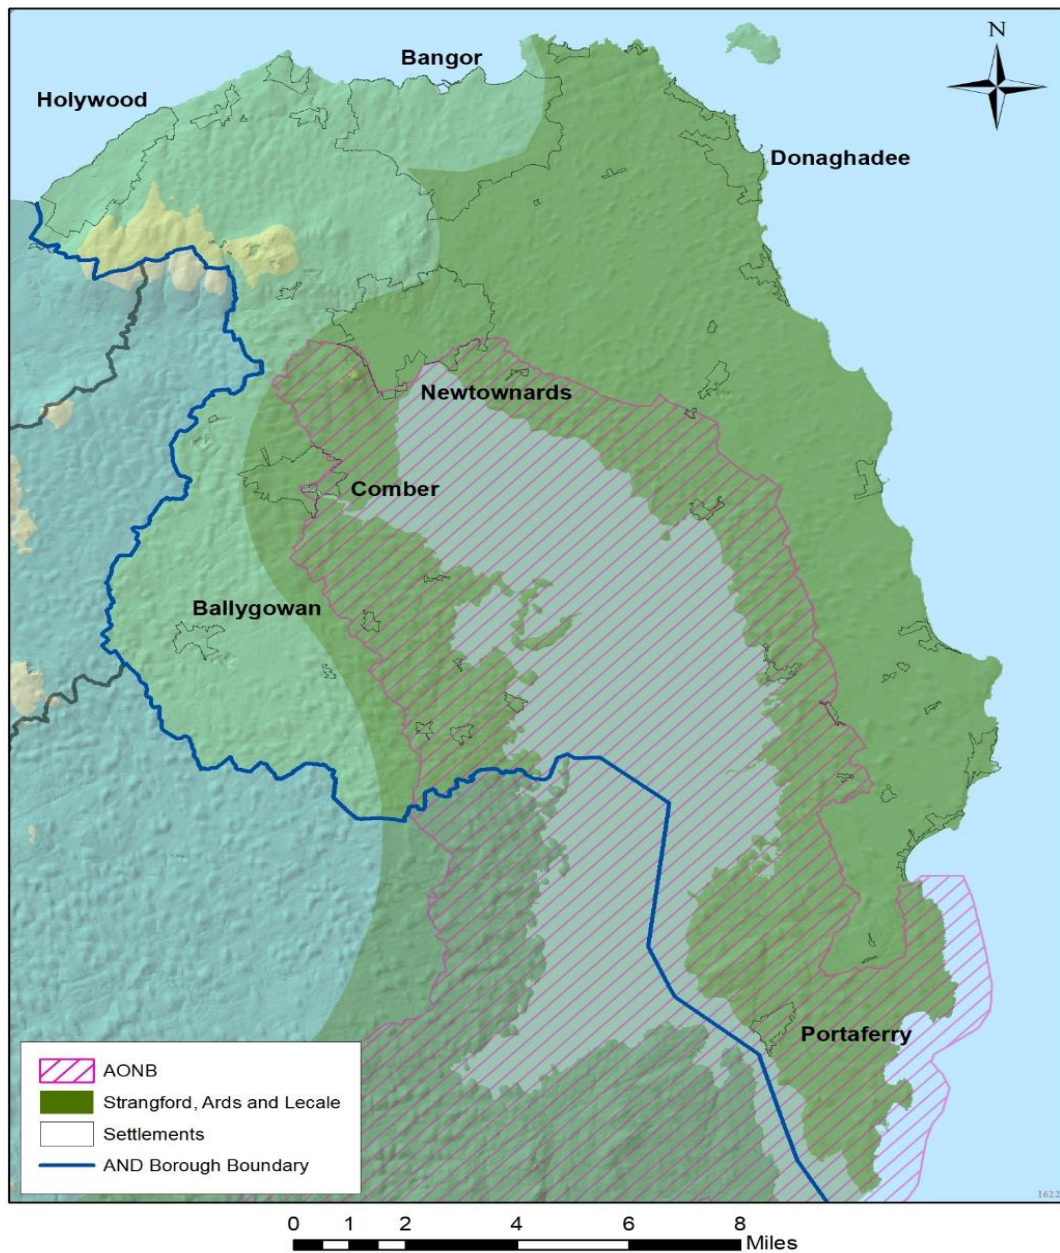 Bangor
N
Holywood
Donaghadee
Newtownards
Comber
Ballygowan
Portaferry
AONB
Strangford, Ards and Lecale
Settlements
AND Borough Boundary
0 1 2 4 6 8
Miles